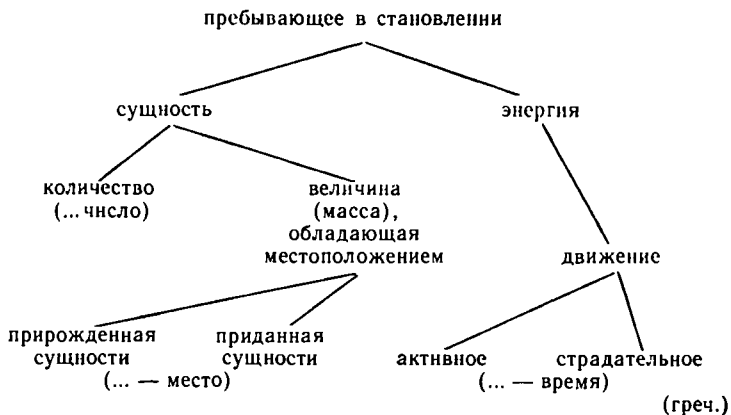 пребывающее в становлении
сущность энергия
количество величина
(... число) (масса),
обладающая
местоположением движение
прирожденная приданная
сущности сущности активное страдательное
(... — место) (... — время)
(греч.)